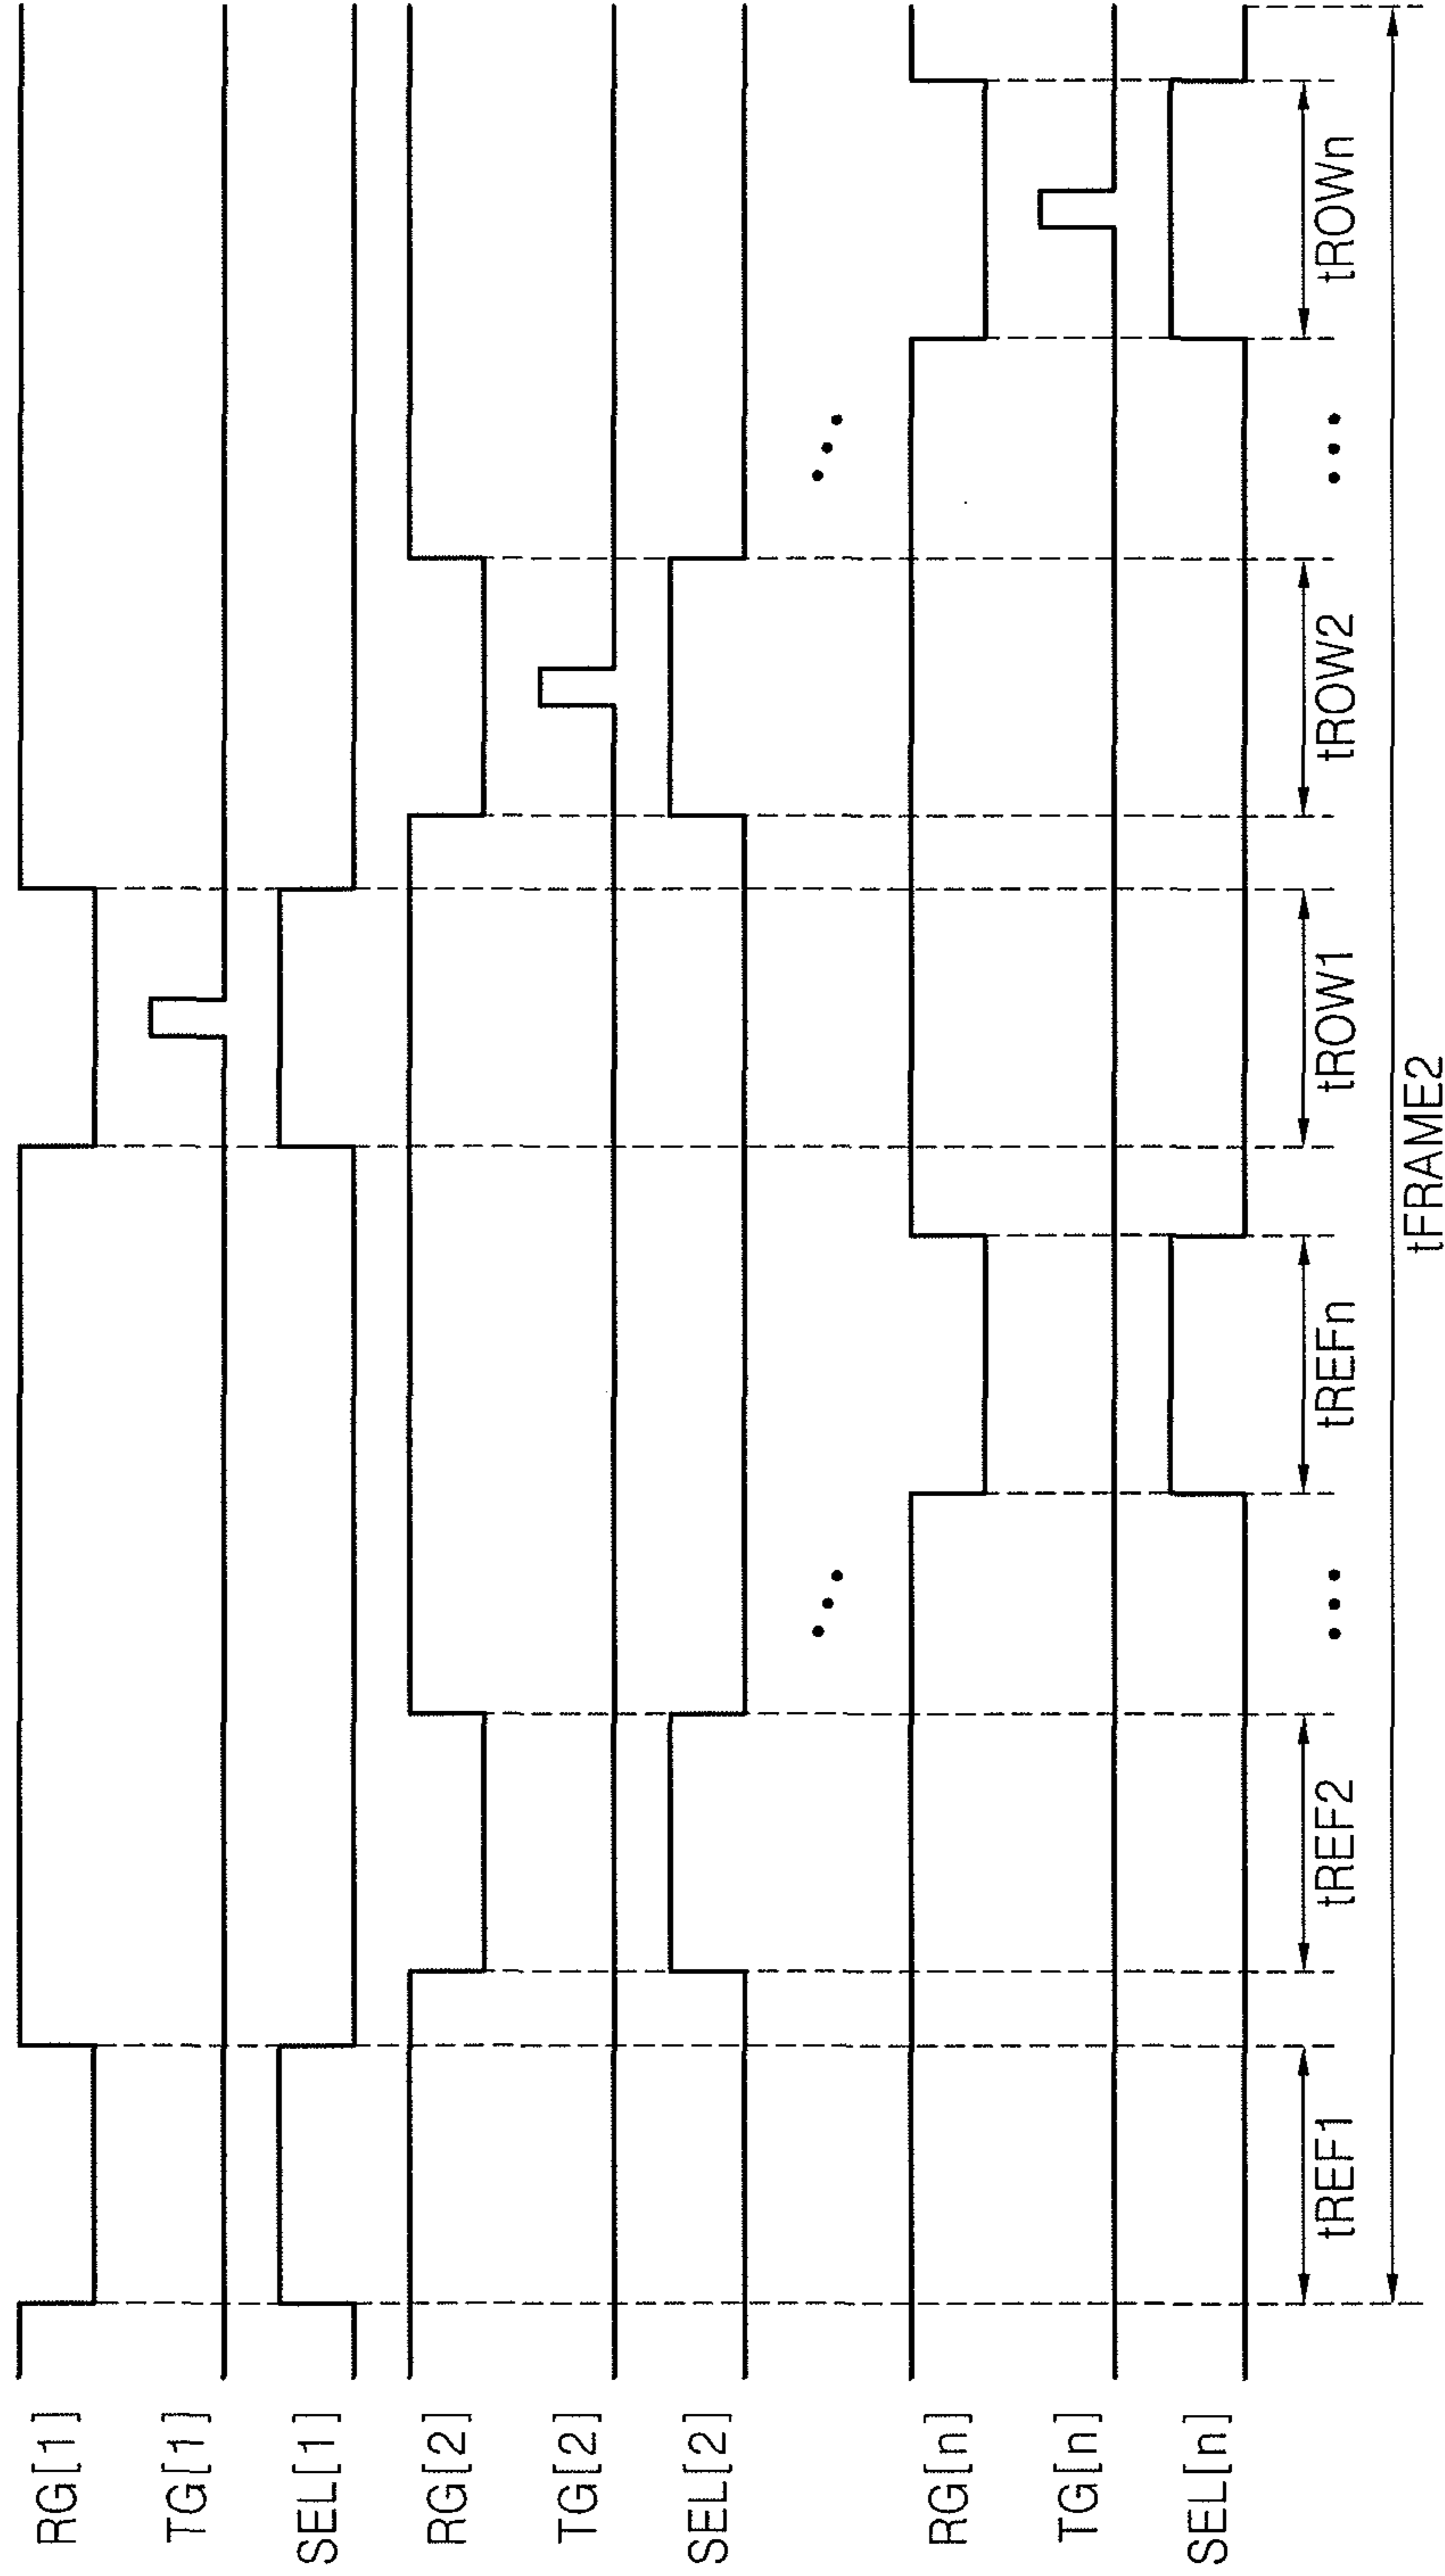 RG[1]
TG[1]
SEL[1]
RG[2]
TG[2]
SEL[2]
RG[n]
TG[n]
SEL[n]
tREF1 tREF2 ••• tREFn tROW1 tROW2 ••• tROWn
tFRAME2